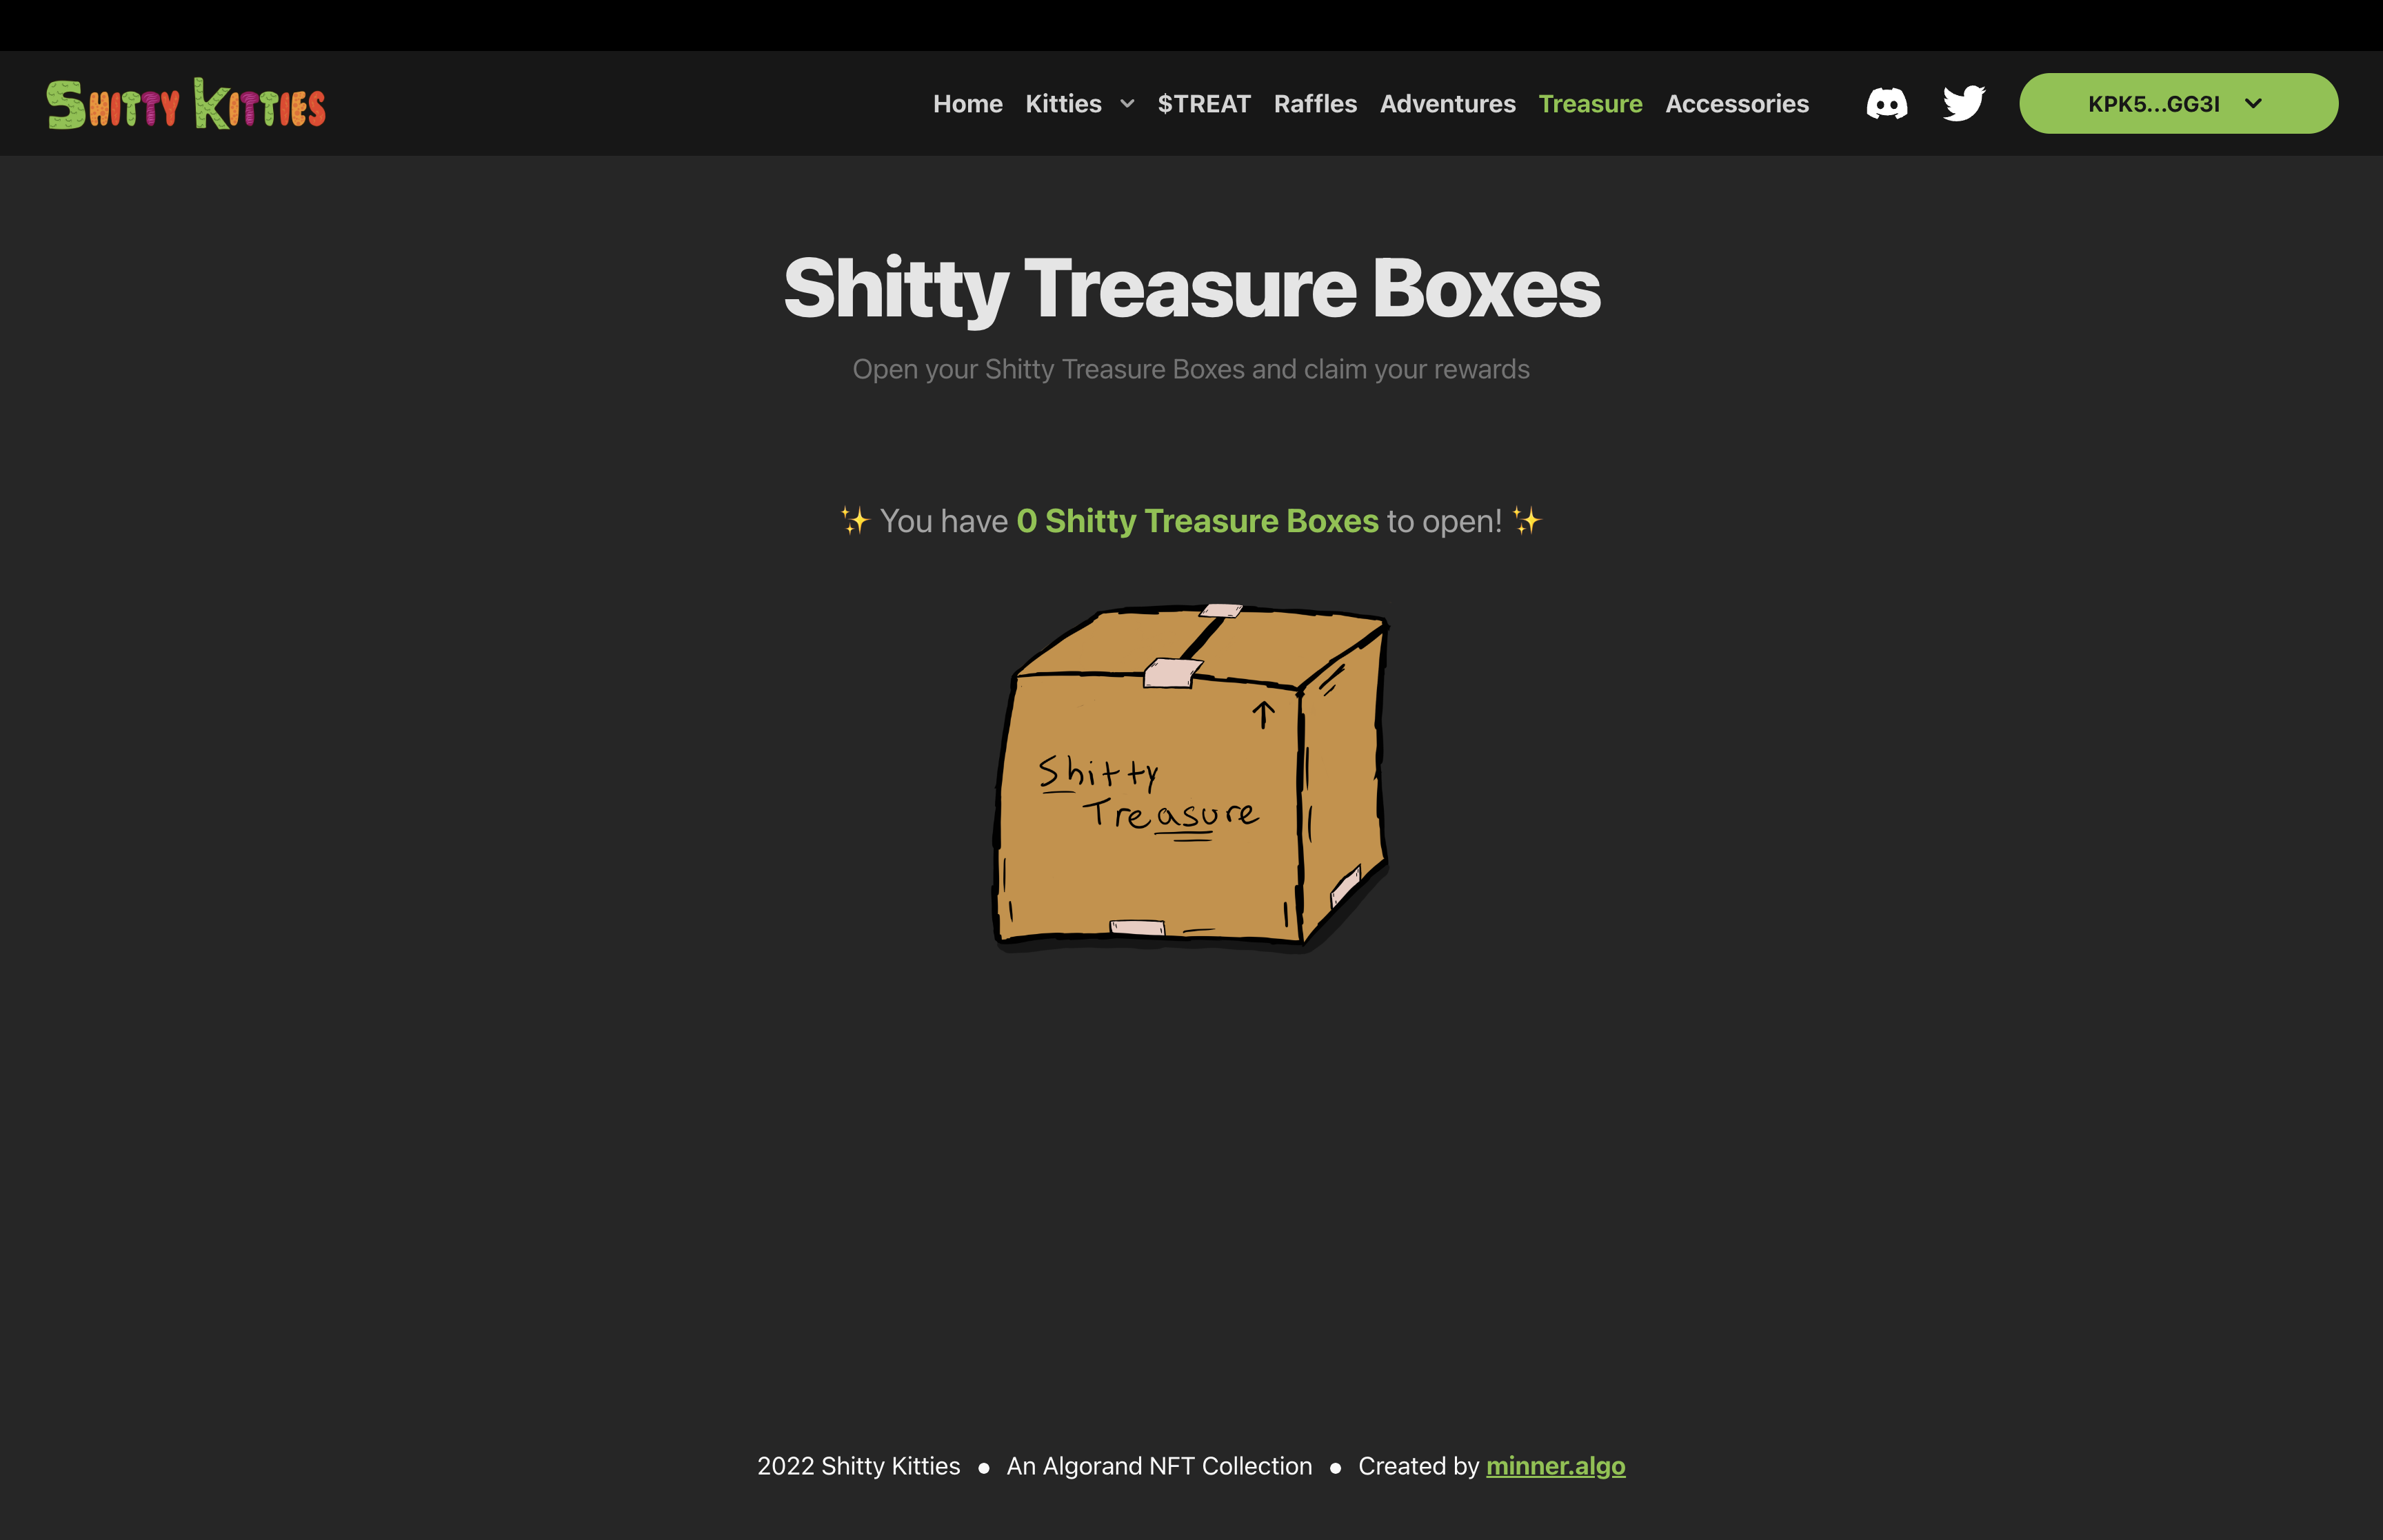 Shitty Kitties
Home Kitties $TREAT Raffles Adventures Treasure Accessories KPK5...GG3I
Shitty Treasure Boxes
Open your Shitty Treasure Boxes and claim your rewards
✨ You have 0 Shitty Treasure Boxes to open! ✨
Shitty
Treasure
2022 Shitty Kitties • An Algorand NFT Collection • Created by minner.algo